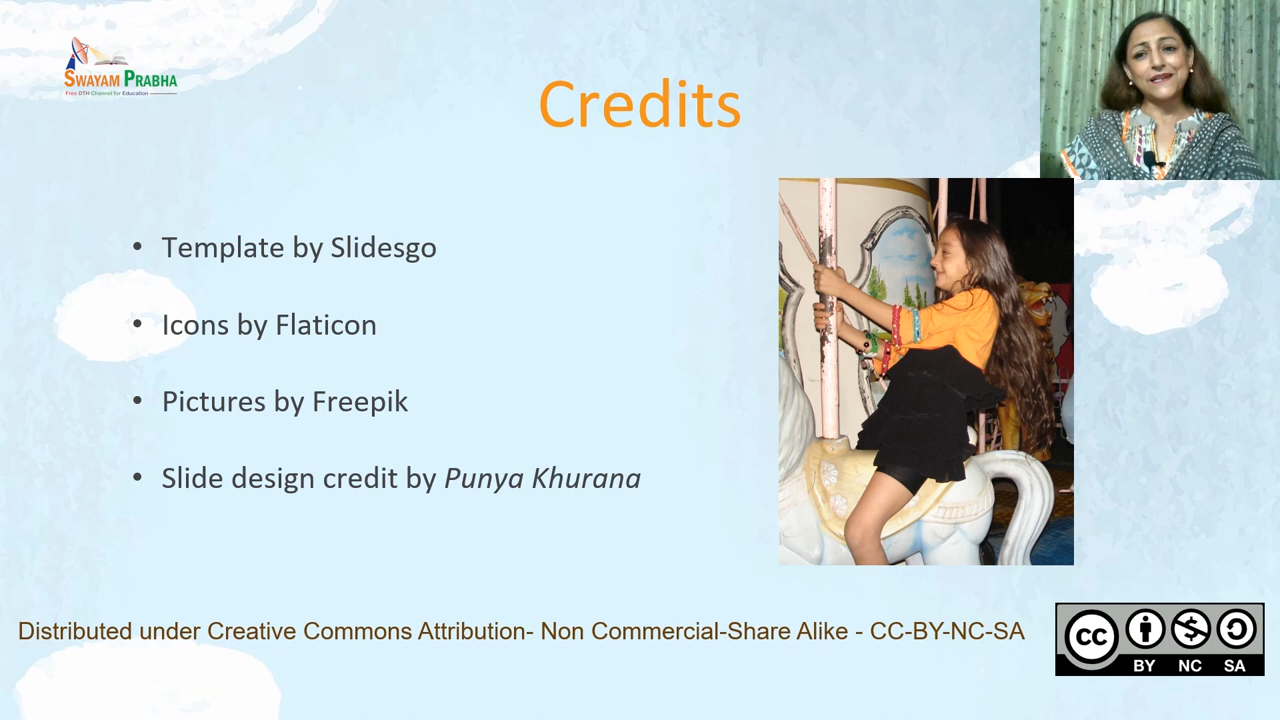 SWAYAM PRABHA
Free DTH Channel for Education
Credits
• Template by Slidesgo
• Icons by Flaticon
• Pictures by Freepik
• Slide design credit by Punya Khurana
Distributed under Creative Commons Attribution- Non Commercial-Share Alike - CC-BY-NC-SA
cc
BY NC SA